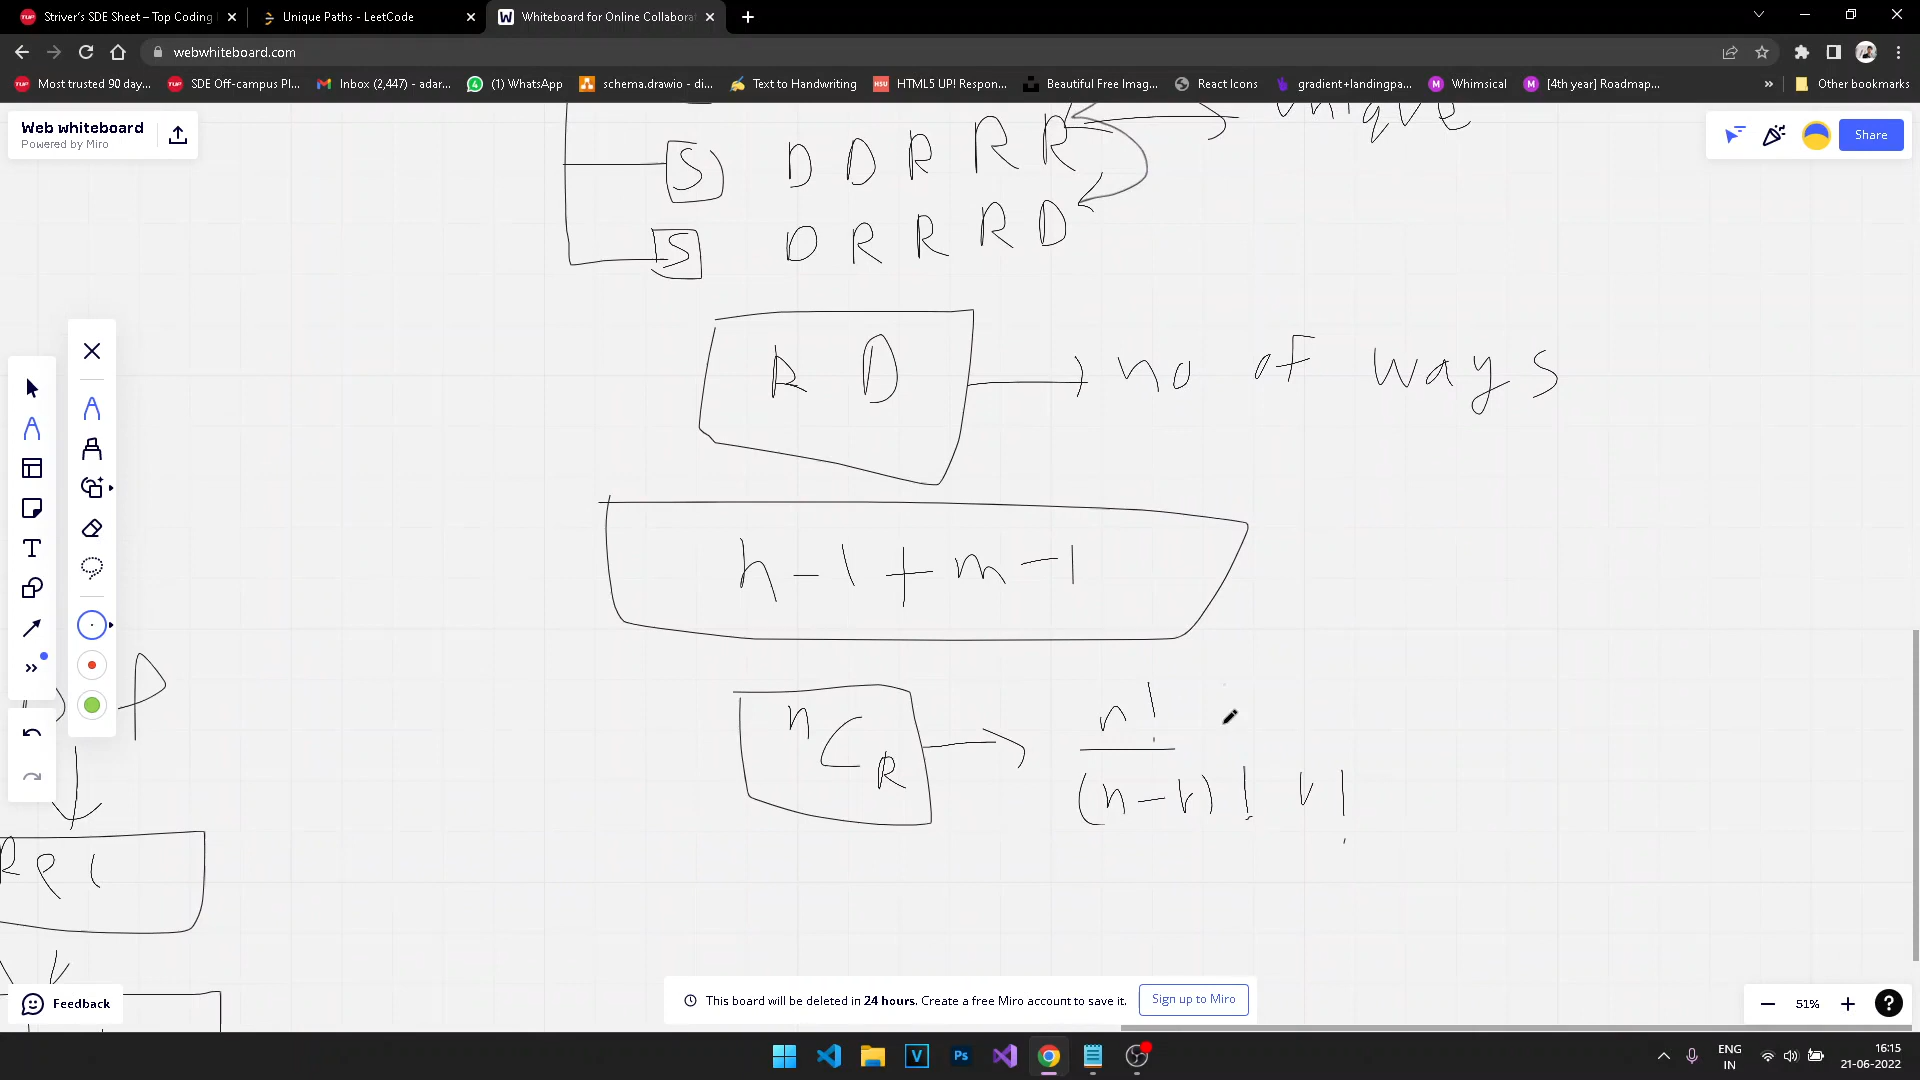 Striver's SDE Sheet – Top Coding
Unique Paths - LeetCode
Whiteboard for Online Collabora
webwhiteboard.com
Most trusted 90 day...
SDE Off-campus Pl...
Inbox (2,447) - adar...
(1) WhatsApp
schema.drawio - di...
Text to Handwriting
HTML5 UP! Respon...
Beautiful Free Imag...
React Icons
gradient+landingpa...
Whimsical
[4th year] Roadmap...
Other bookmarks
Web whiteboard
Powered by Miro
Share
unique
S D D R R R
S D R R R D
R D → no of ways
n-1+m-1
nCR → n!
(n-r)! r!
P
Feedback
This board will be deleted in 24 hours. Create a free Miro account to save it.
Sign up to Miro
51%
ENG
IN
16:15
21-06-2022